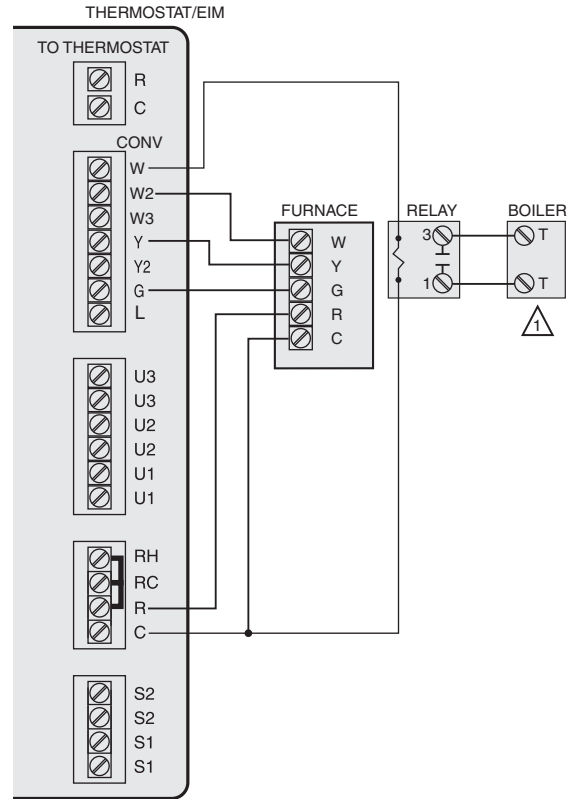 THERMOSTAT/EIM
TO THERMOSTAT
R
C
CONV
W
W2
W3
Y
Y2
G
L
U3
U3
U2
U2
U1
U1
RH
RC
R
C
S2
S2
S1
S1
FURNACE
W
Y
G
R
C
RELAY
3
1
BOILER
T
T
1